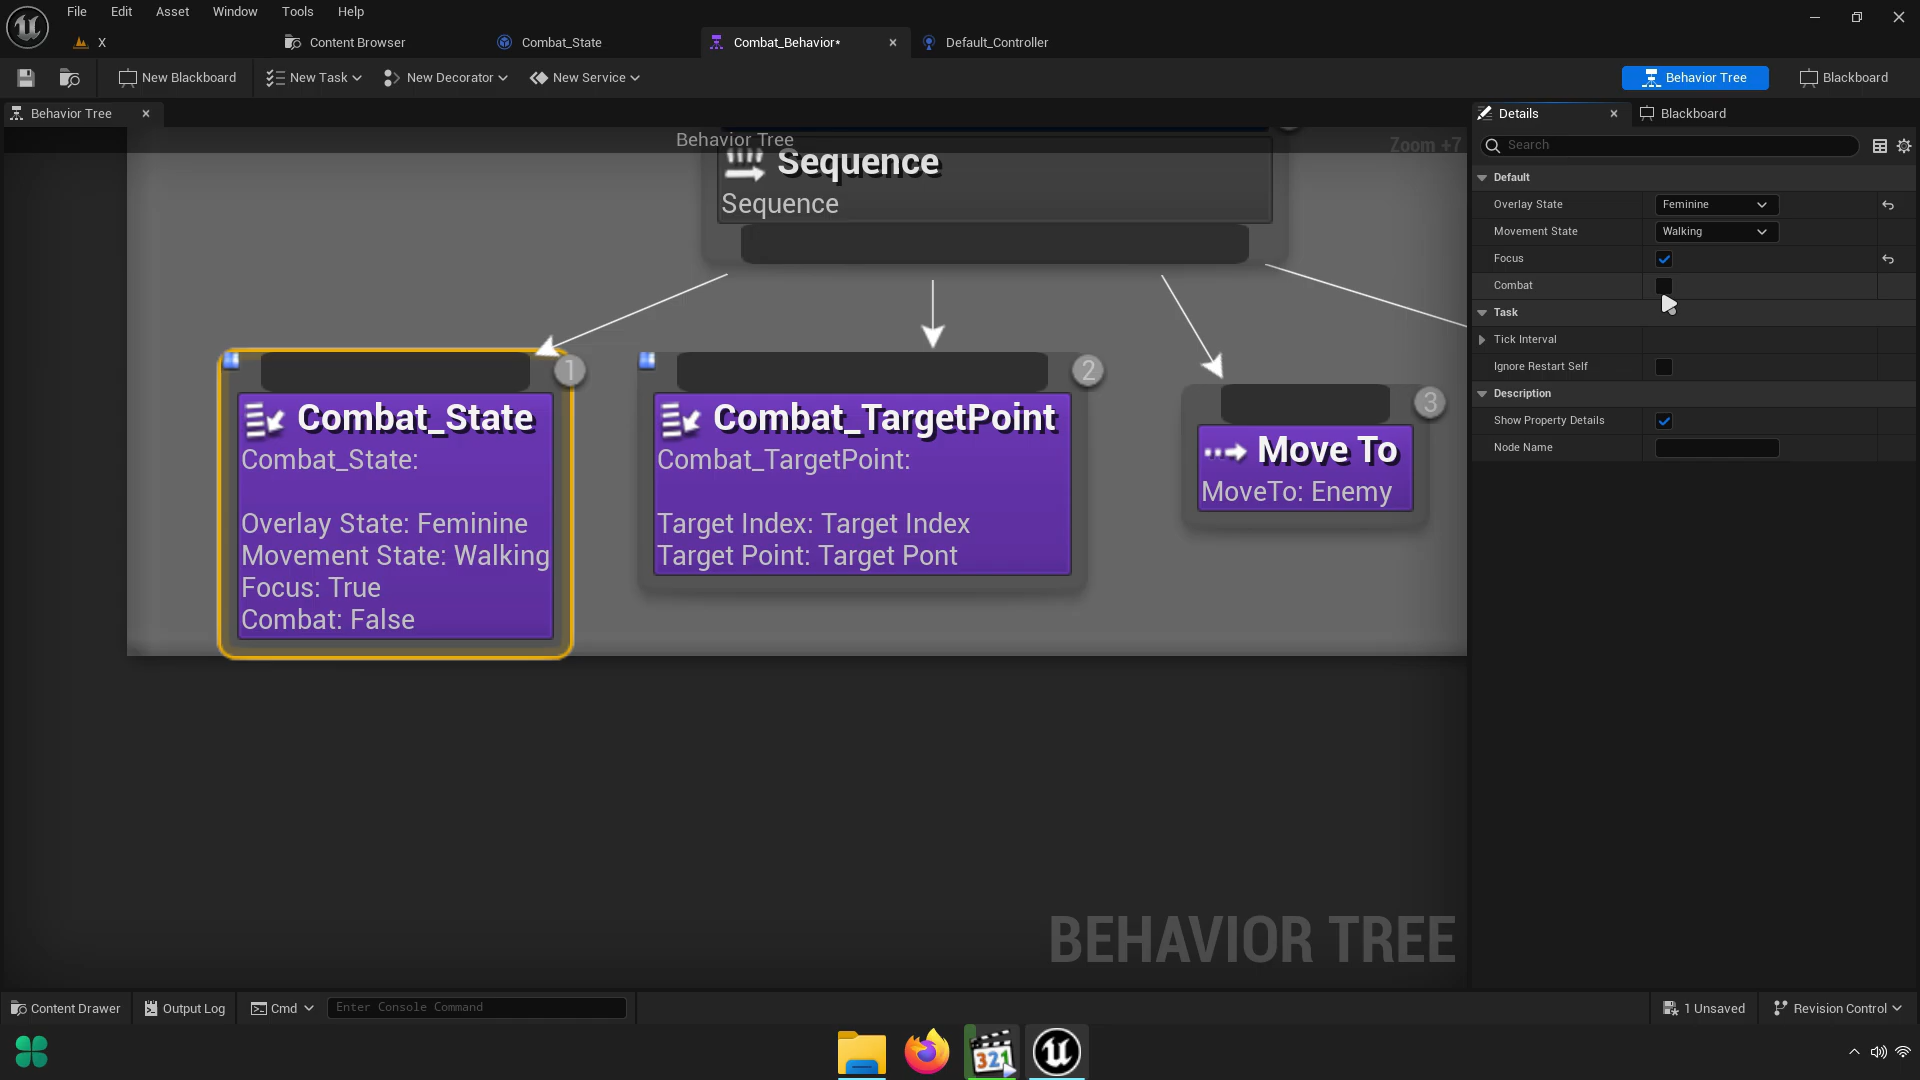 File Edit Asset Window Tools Help
X Content Browser Combat_State Combat_Behavior* Default_Controller
New Blackboard New Task New Decorator New Service Behavior Tree Blackboard
Behavior Tree Details Blackboard
Behavior Tree
Zoom +7
Search
Sequence
Sequence
Default
Overlay State Feminine
Movement State Walking
Focus
Combat
Task
Tick Interval
Ignore Restart Self
Description
Show Property Details
Node Name
1
Combat_State
Combat_State:
Overlay State: Feminine
Movement State: Walking
Focus: True
Combat: False
2
Combat_TargetPoint
Combat_TargetPoint:
Target Index: Target Index
Target Point: Target Pont
3
Move To
MoveTo: Enemy
BEHAVIOR TREE
Content Drawer Output Log Cmd Enter Console Command 1 Unsaved Revision Control
321